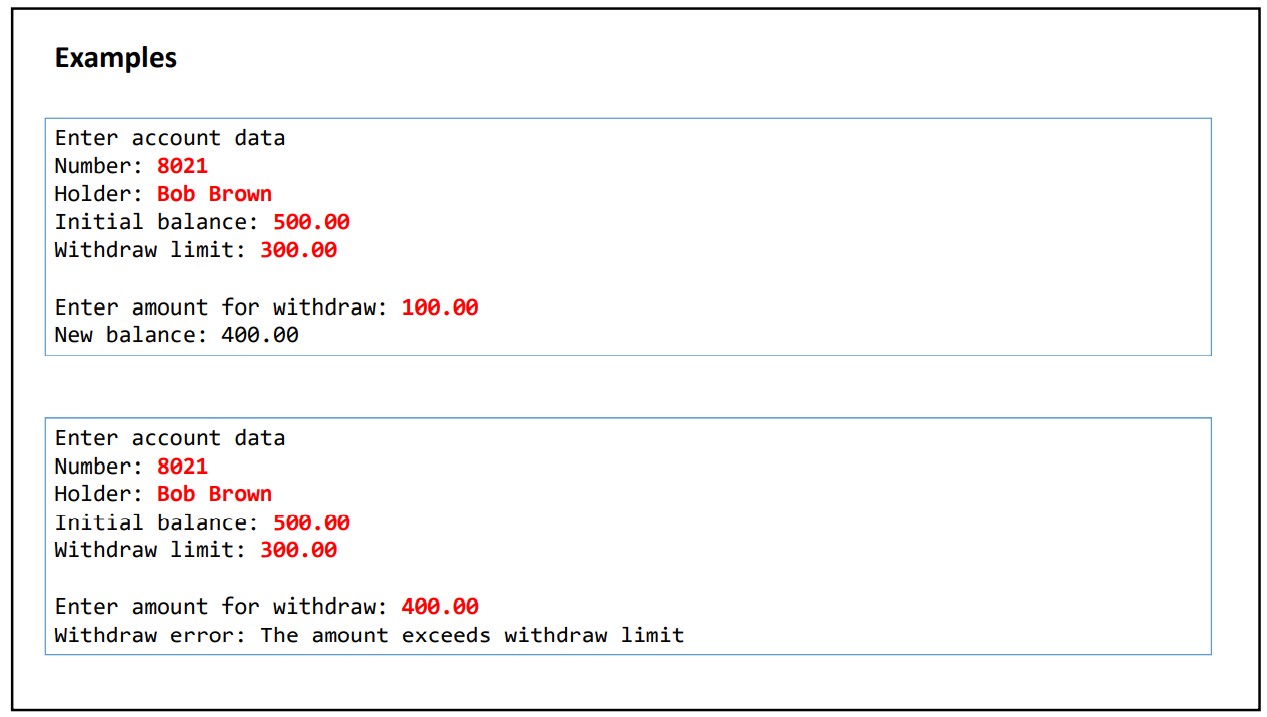 Examples
Enter account data
Number: 8021
Holder: Bob Brown
Initial balance: 500.00
Withdraw limit: 300.00
Enter amount for withdraw: 100.00
New balance: 400.00
Enter account data
Number: 8021
Holder: Bob Brown
Initial balance: 500.00
Withdraw limit: 300.00
Enter amount for withdraw: 400.00
Withdraw error: The amount exceeds withdraw limit